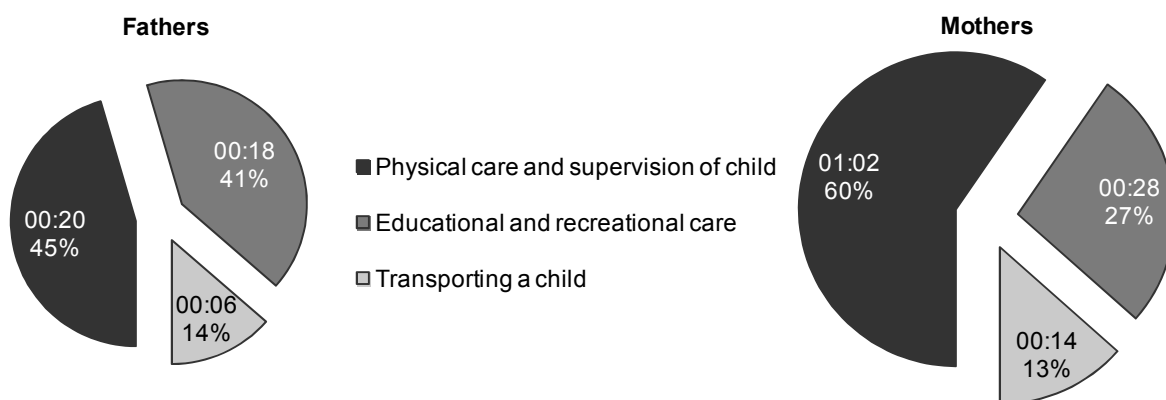 Fathers
00:18
41%
00:20
45%
00:06
14%
Physical care and supervision of child
Educational and recreational care
Transporting a child
Mothers
01:02
60%
00:28
27%
00:14
13%